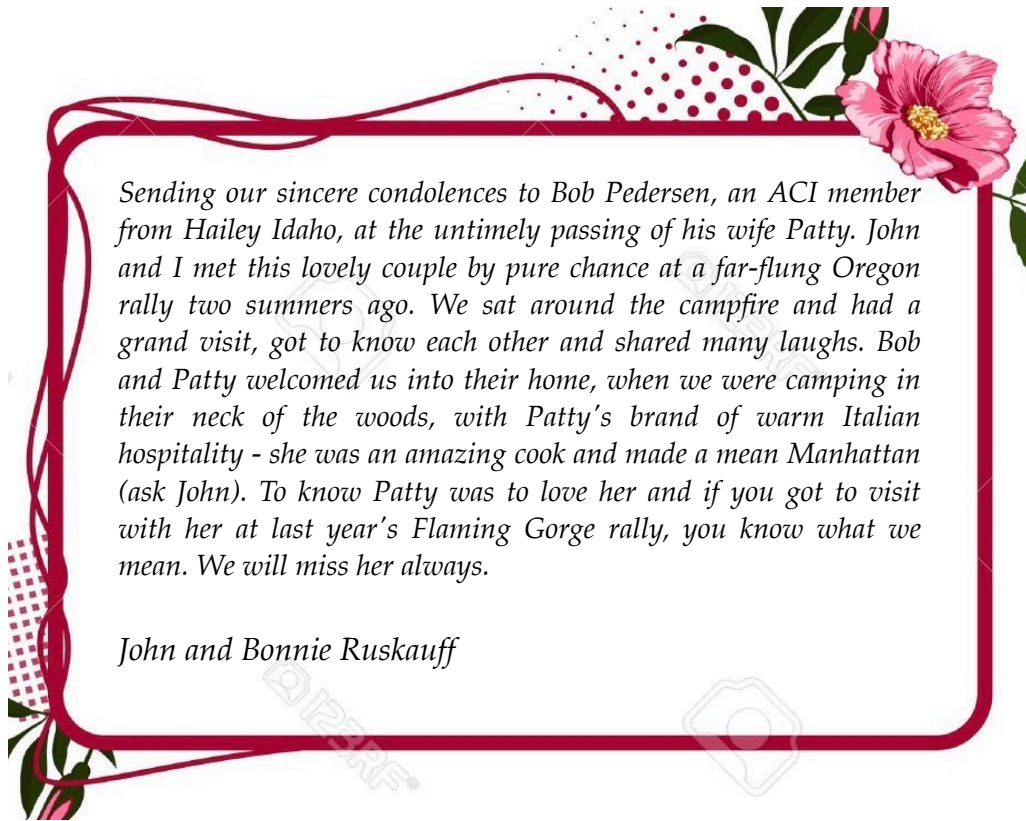 Sending our sincere condolences to Bob Pedersen, an ACI member
from Hailey Idaho, at the untimely passing of his wife Patty. John
and I met this lovely couple by pure chance at a far-flung Oregon
rally two summers ago. We sat around the campfire and had a
grand visit, got to know each other and shared many laughs. Bob
and Patty welcomed us into their home, when we were camping in
their neck of the woods, with Patty's brand of warm Italian
hospitality - she was an amazing cook and made a mean Manhattan
(ask John). To know Patty was to love her and if you got to visit
with her at last year's Flaming Gorge rally, you know what we
mean. We will miss her always.
John and Bonnie Ruskauff
123RF®
123RF